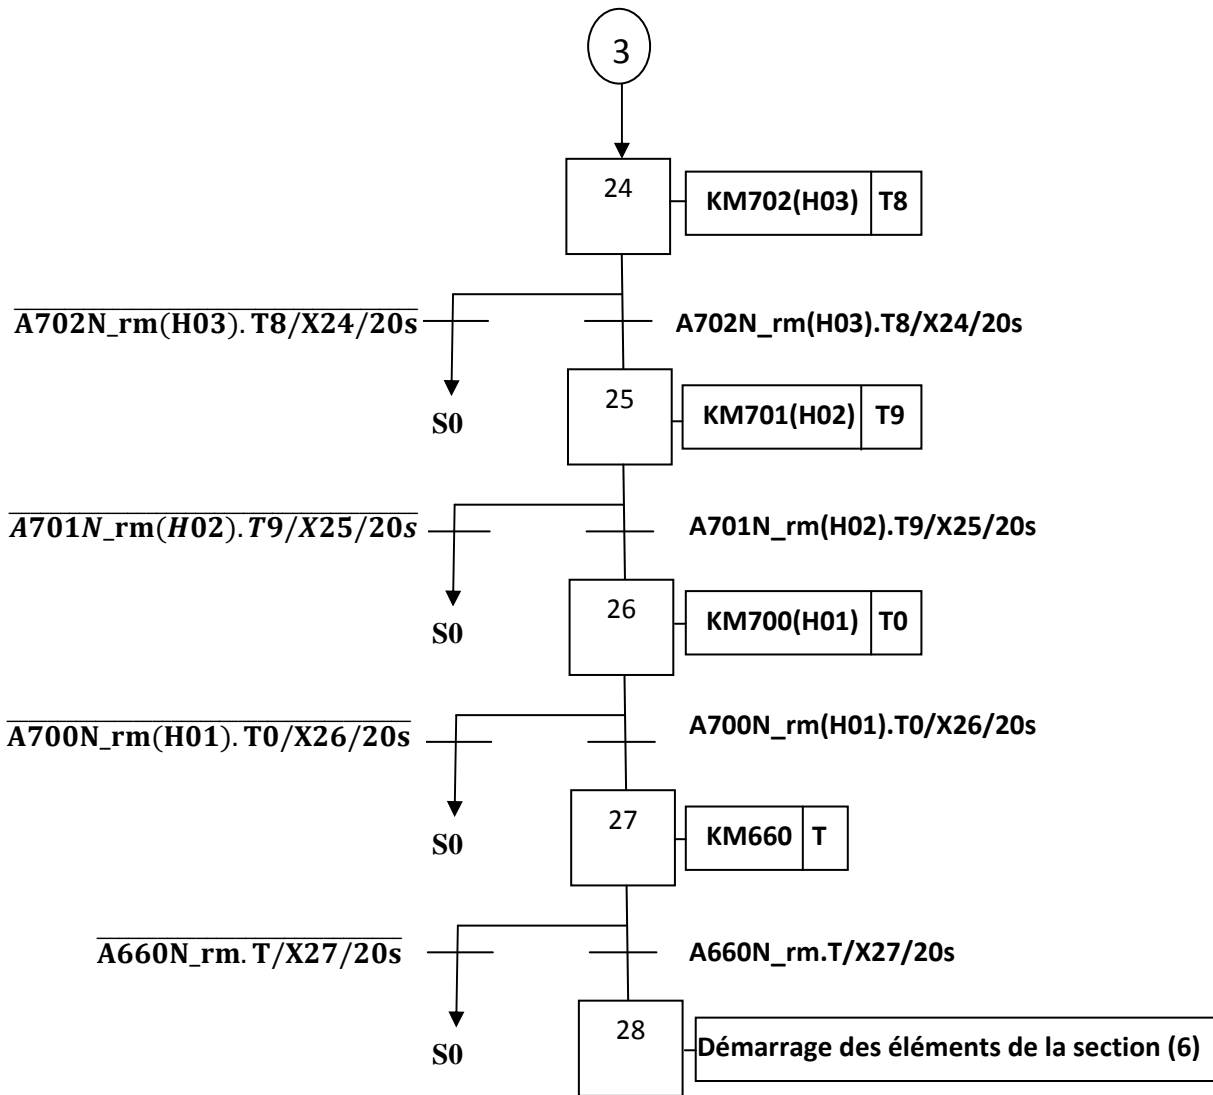 3
24
KM702(H03) T8
A702N_rm(H03). T8/X24/20s
A702N_rm(H03).T8/X24/20s
S0
25
KM701(H02) T9
A701N_rm(H02). T9/X25/20s
A701N_rm(H02).T9/X25/20s
S0
26
KM700(H01) T0
A700N_rm(H01). T0/X26/20s
A700N_rm(H01).T0/X26/20s
S0
27
KM660 T
A660N_rm. T/X27/20s
A660N_rm.T/X27/20s
S0
28
Démarrage des éléments de la section (6)